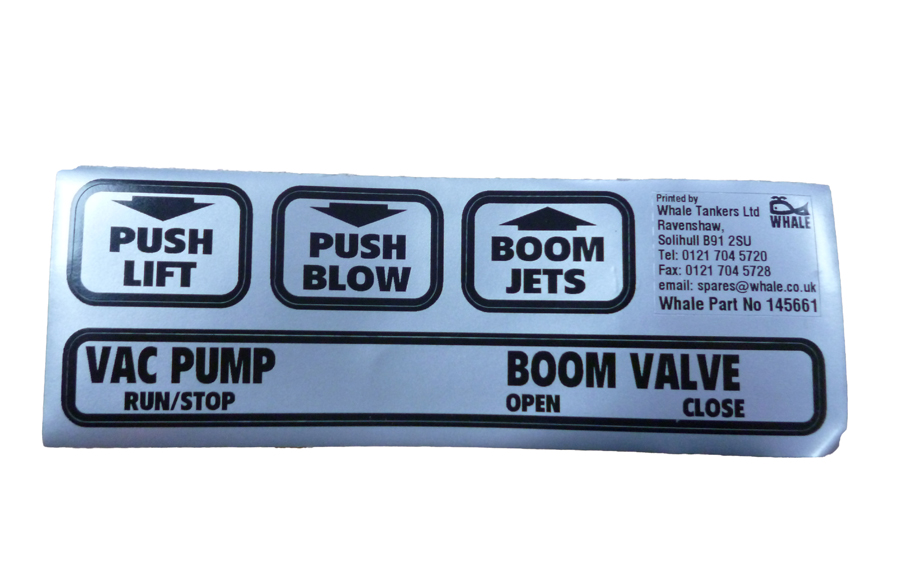 PUSH
LIFT
PUSH
BLOW
BOOM
JETS
Printed by
Whale Tankers Ltd
Ravenshaw,
Solihull B91 2SU
Tel: 0121 704 5720
Fax: 0121 704 5728
email: spares@whale.co.uk
Whale Part No 145661
WHALE
VAC PUMP
RUN/STOP
BOOM VALVE
OPEN CLOSE